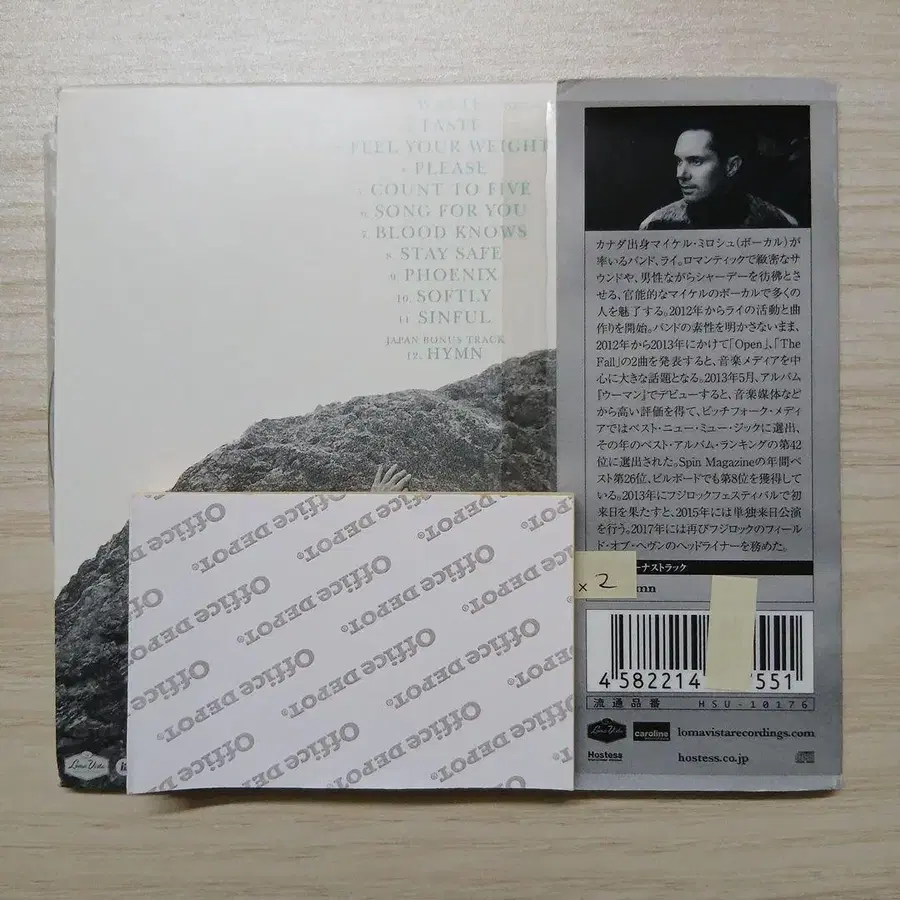 WASTE
TASTE
FEEL YOUR WEIGHT
4. PLEASE
5. COUNT TO FIVE
6. SONG FOR YOU
7. BLOOD KNOWS
8. STAY SAFE
9. PHOENIX
10. SOFTLY
11. SINFUL
JAPAN BONUS TRACK
12. HYMN
カナダ出身マイケル・ミロシュ(ボーカル)が
率いるバンド、ライ。ロマンティックで緻密なサ
ウンドや、男性ながらシャーデーを彷彿とさ
せる、官能的なマイケルのボーカルで多くの
人を魅了する。2012年からライの活動と曲
作りを開始。バンドの素性を明かさないまま、
2012年から2013年にかけて「Open」、「The
Fall」の2曲を発表すると、音楽メディアを中
心に大きな話題となる。2013年5月、アルバム
『ウーマン』でデビューすると、音楽媒体などか
ら高い評価を得て、ピッチフォーク・メディ
アではベスト・ニュー・ミュージックに選出、
その年のベスト・アルバム・ランキングの第42
位に選出された。Spin Magazineの年間ベ
スト第26位、ビルボードでも第8位を獲得して
いる。2013年にフジロックフェスティバルで初
来日を果たすと、2015年には単独来日公演
を行う。2017年には再びフジロックのフィール
ド・オブ・ヘヴンのヘッドライナーを務めた。
ーナストラック
mn
× 2
4 582214 7551
流通品番 HSU-10176
Loma Vista caroline lomavistarecordings.com
Hostess hostess.co.jp
Loma Vista
Office DEPOT
Office DEPOT
Office DEPOT
Office DEPOT
Office DEPOT
Office DEPOT
Office DEPOT
Office DEPOT
Office DEPOT